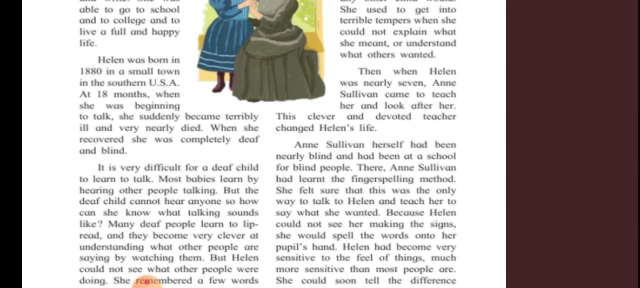 able to go to school
and to college and to
live a full and happy
life.
Helen was born in
1880 in a small town
in the southern U.S.A.
At 18 months, when
she was beginning
to talk, she suddenly became terribly
ill and very nearly died. When she
recovered she was completely deaf
and blind.
It is very difficult for a deaf child
to learn to talk. Most babies learn by
hearing other people talking. But the
deaf child cannot hear anyone so how
can she know what talking sounds
like? Many deaf people learn to lip-
read, and they become very clever at
understanding what other people are
saying by watching them. But Helen
could not see what other people were
doing. She remembered a few words
She used to get into
terrible tempers when she
could not explain what
she meant, or understand
what others wanted.
Then when Helen
was nearly seven, Anne
Sullivan came to teach
her and look after her.
This clever and devoted teacher
changed Helen's life.
Anne Sullivan herself had been
nearly blind and had been at a school
for blind people. There, Anne Sullivan
had learnt the fingerspelling method.
She felt sure that this was the only
way to talk to Helen and teach her to
say what she wanted. Because Helen
could not see her making the signs,
she would spell the words onto her
pupil's hand. Helen had become very
sensitive to the feel of things, much
more sensitive than most people are.
She could soon tell the difference